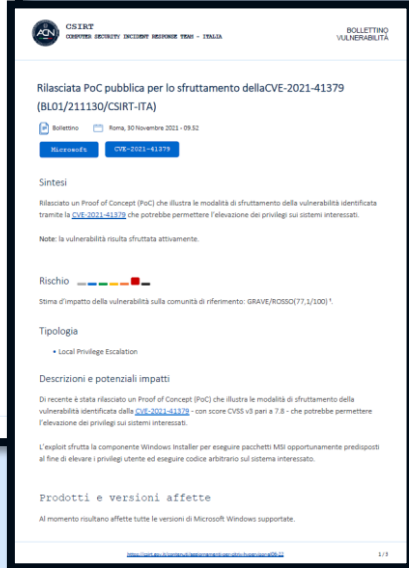 ACN
CSIRT
COMPUTER SECURITY INCIDENT RESPONSE TEAM - ITALIA
BOLLETTINO
VULNERABILITÀ
Rilasciata PoC pubblica per lo sfruttamento dellaCVE-2021-41379
(BL01/211130/CSIRT-ITA)
Bollettino Roma, 30 Novembre 2021 - 09:32
Microsoft CVE-2021-41379
Sintesi
Rilasciato un Proof of Concept (PoC) che illustra le modalità di sfruttamento della vulnerabilità identificata
tramite la CVE-2021-41379 che potrebbe permettere l'elevazione dei privilegi sui sistemi interessati.
Note: la vulnerabilità risulta sfruttata attivamente.
Rischio
Stima d'impatto della vulnerabilità sulla comunità di riferimento: GRAVE/ROSSO(77,1/100) ¹.
Tipologia
• Local Privilege Escalation
Descrizioni e potenziali impatti
Di recente è stata rilasciato un Proof of Concept (PoC) che illustra le modalità di sfruttamento della
vulnerabilità identificata dalla CVE-2021-41379 - con score CVSS v3 pari a 7.8 - che potrebbe permettere
l'elevazione dei privilegi sui sistemi interessati.
L'exploit sfrutta la componente Windows Installer per eseguire pacchetti MSI opportunamente predisposti
al fine di elevare i privilegi utente ed eseguire codice arbitrario sul sistema interessato.
Prodotti e versioni affette
Al momento risultano affette tutte le versioni di Microsoft Windows supportate.
1/3